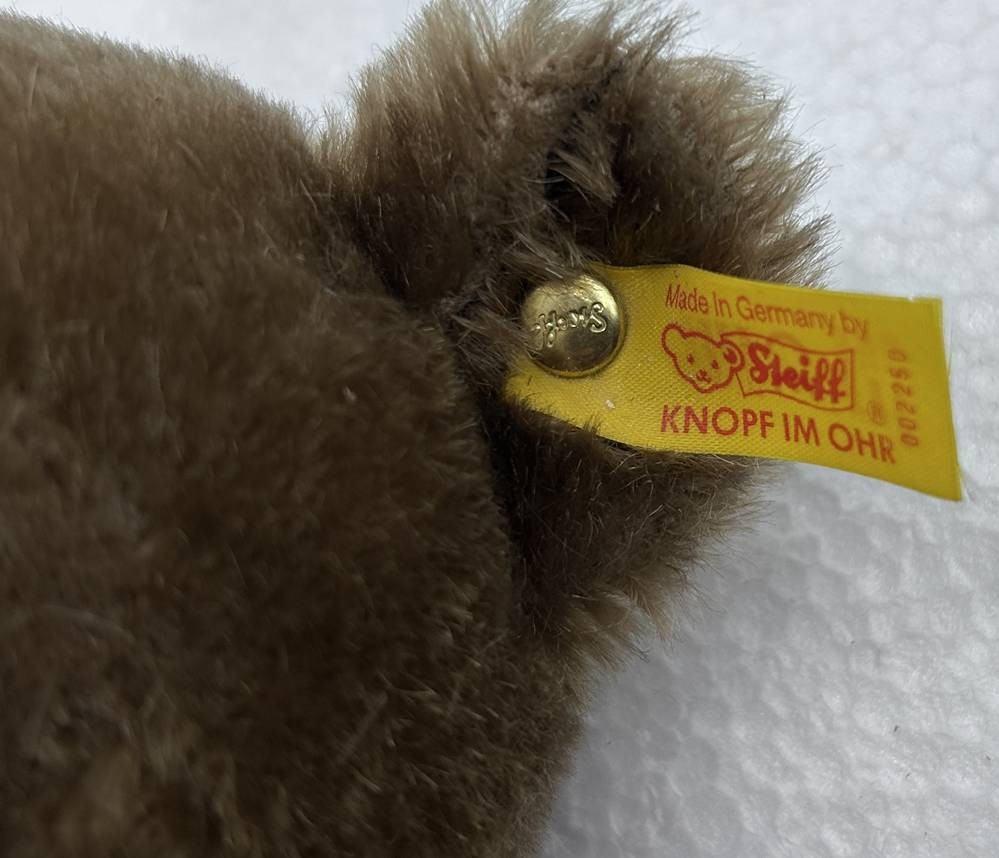 Steiff
Made in Germany by
Steiff
KNOPF IM OHR
002250